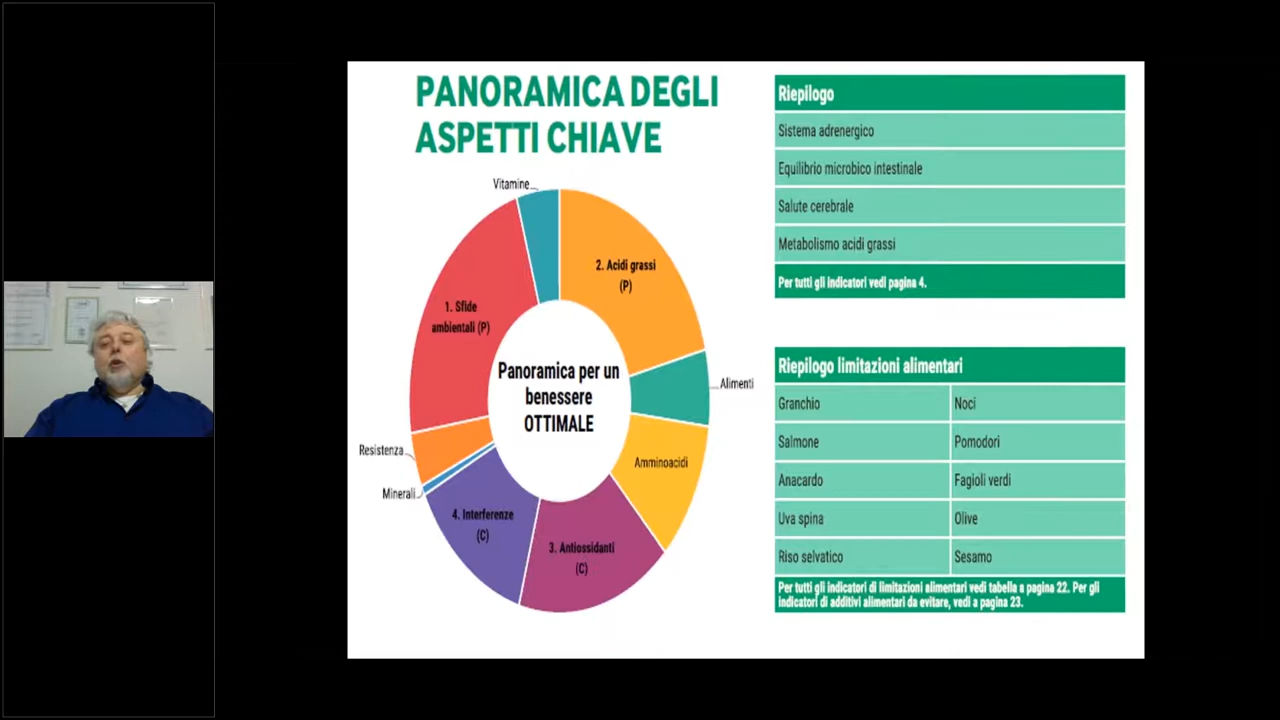 PANORAMICA DEGLI
ASPETTI CHIAVE
Vitamine
2. Acidi grassi
(P)
1. Sfide
ambientali (P)
Panoramica per un
benessere
OTTIMALE
Alimenti
Resistenza
Amminoacidi
Minerali
4. Interferenze
(C)
3. Antiossidanti
(C)
Riepilogo
Sistema adrenergico
Equilibrio microbico intestinale
Salute cerebrale
Metabolismo acidi grassi
Per tutti gli indicatori vedi pagina 4.
Riepilogo limitazioni alimentari
Granchio Noci
Salmone Pomodori
Anacardo Fagioli verdi
Uva spina Olive
Riso selvatico Sesamo
Per tutti gli indicatori di limitazioni alimentari vedi tabella a pagina 22. Per gli
indicatori di additivi alimentari da evitare, vedi a pagina 23.